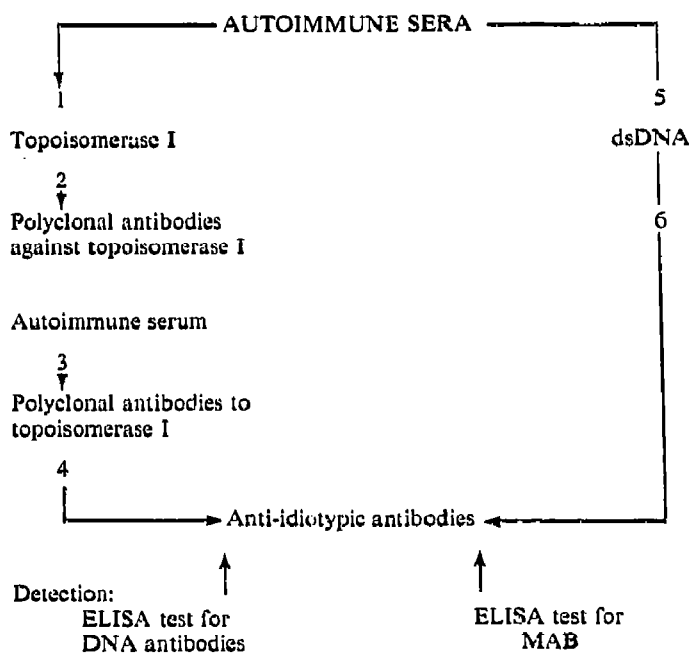 AUTOIMMUNE SERA
1
Topoisomerase I
2
Polyclonal antibodies
against topoisomerase I
Autoimmune serum
3
Polyclonal antibodies to
topoisomerase I
4
5
dsDNA
6
Anti-idiotypic antibodies
Detection:
ELISA test for
DNA antibodies
ELISA test for
MAB